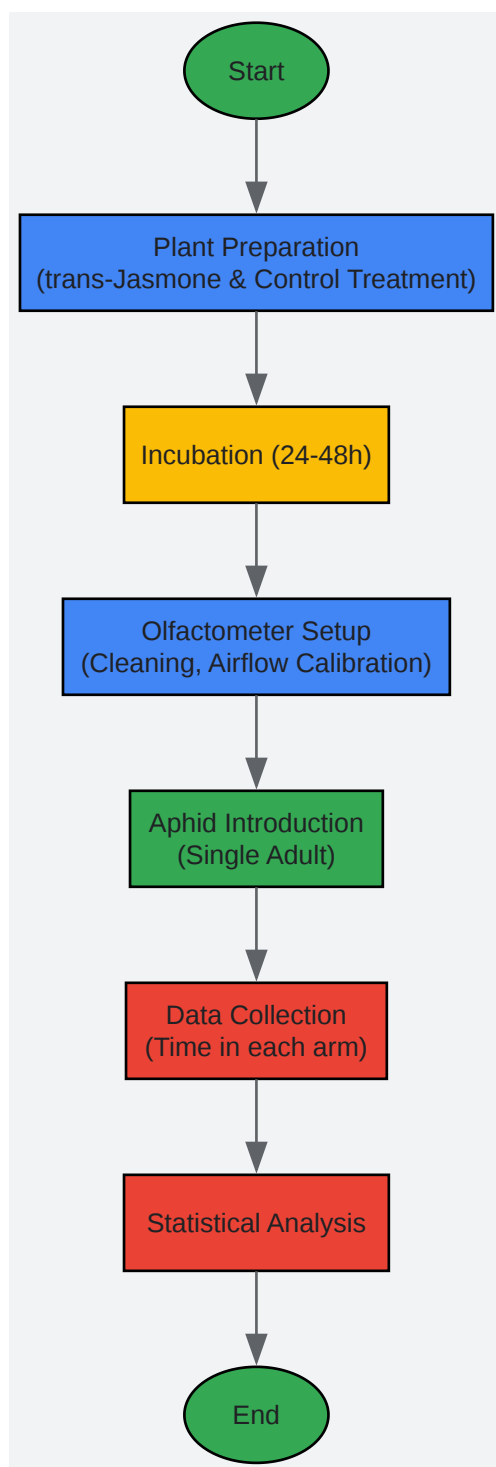 Start
Plant Preparation
(trans-Jasmone & Control Treatment)
Incubation (24-48h)
Olfactometer Setup
(Cleaning, Airflow Calibration)
Aphid Introduction
(Single Adult)
Data Collection
(Time in each arm)
Statistical Analysis
End